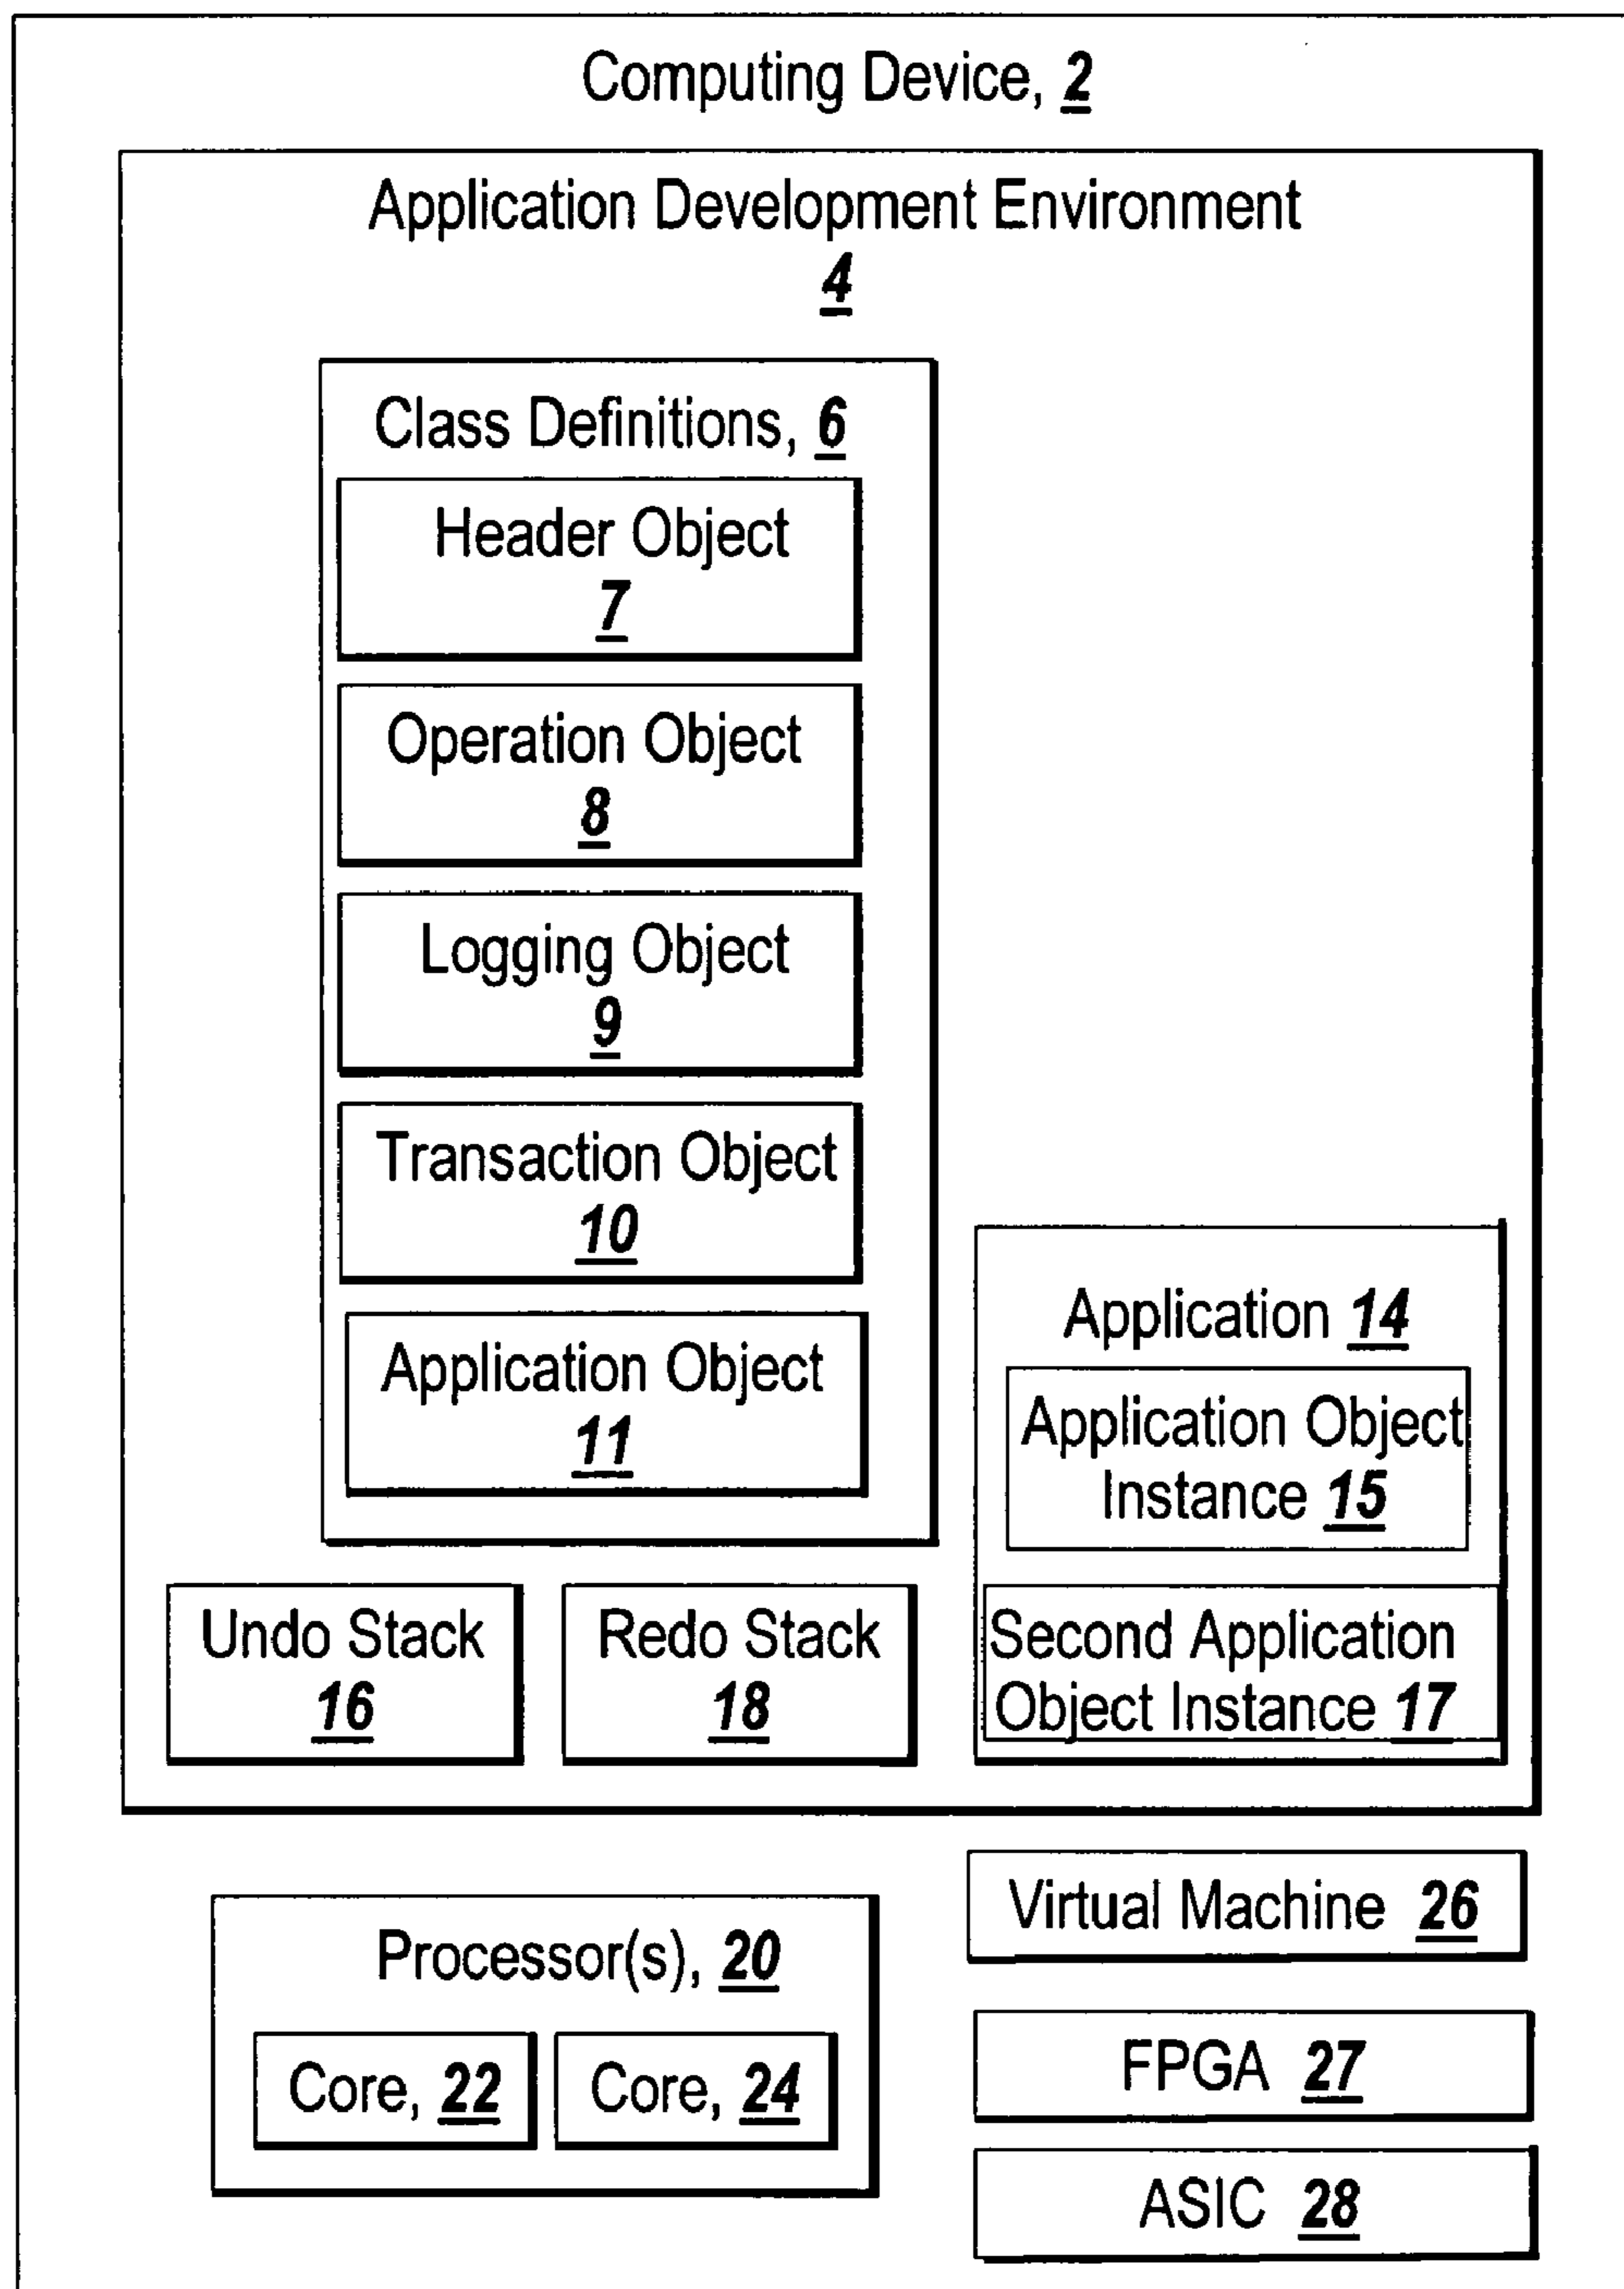 Computing Device, 2
Application Development Environment
4
Class Definitions, 6
Header Object
7
Operation Object
8
Logging Object
9
Transaction Object
10
Application Object
11
Application 14
Application Object
Instance 15
Second Application
Object Instance 17
Undo Stack
16
Redo Stack
18
Processor(s), 20
Core, 22
Core, 24
Virtual Machine 26
FPGA 27
ASIC 28